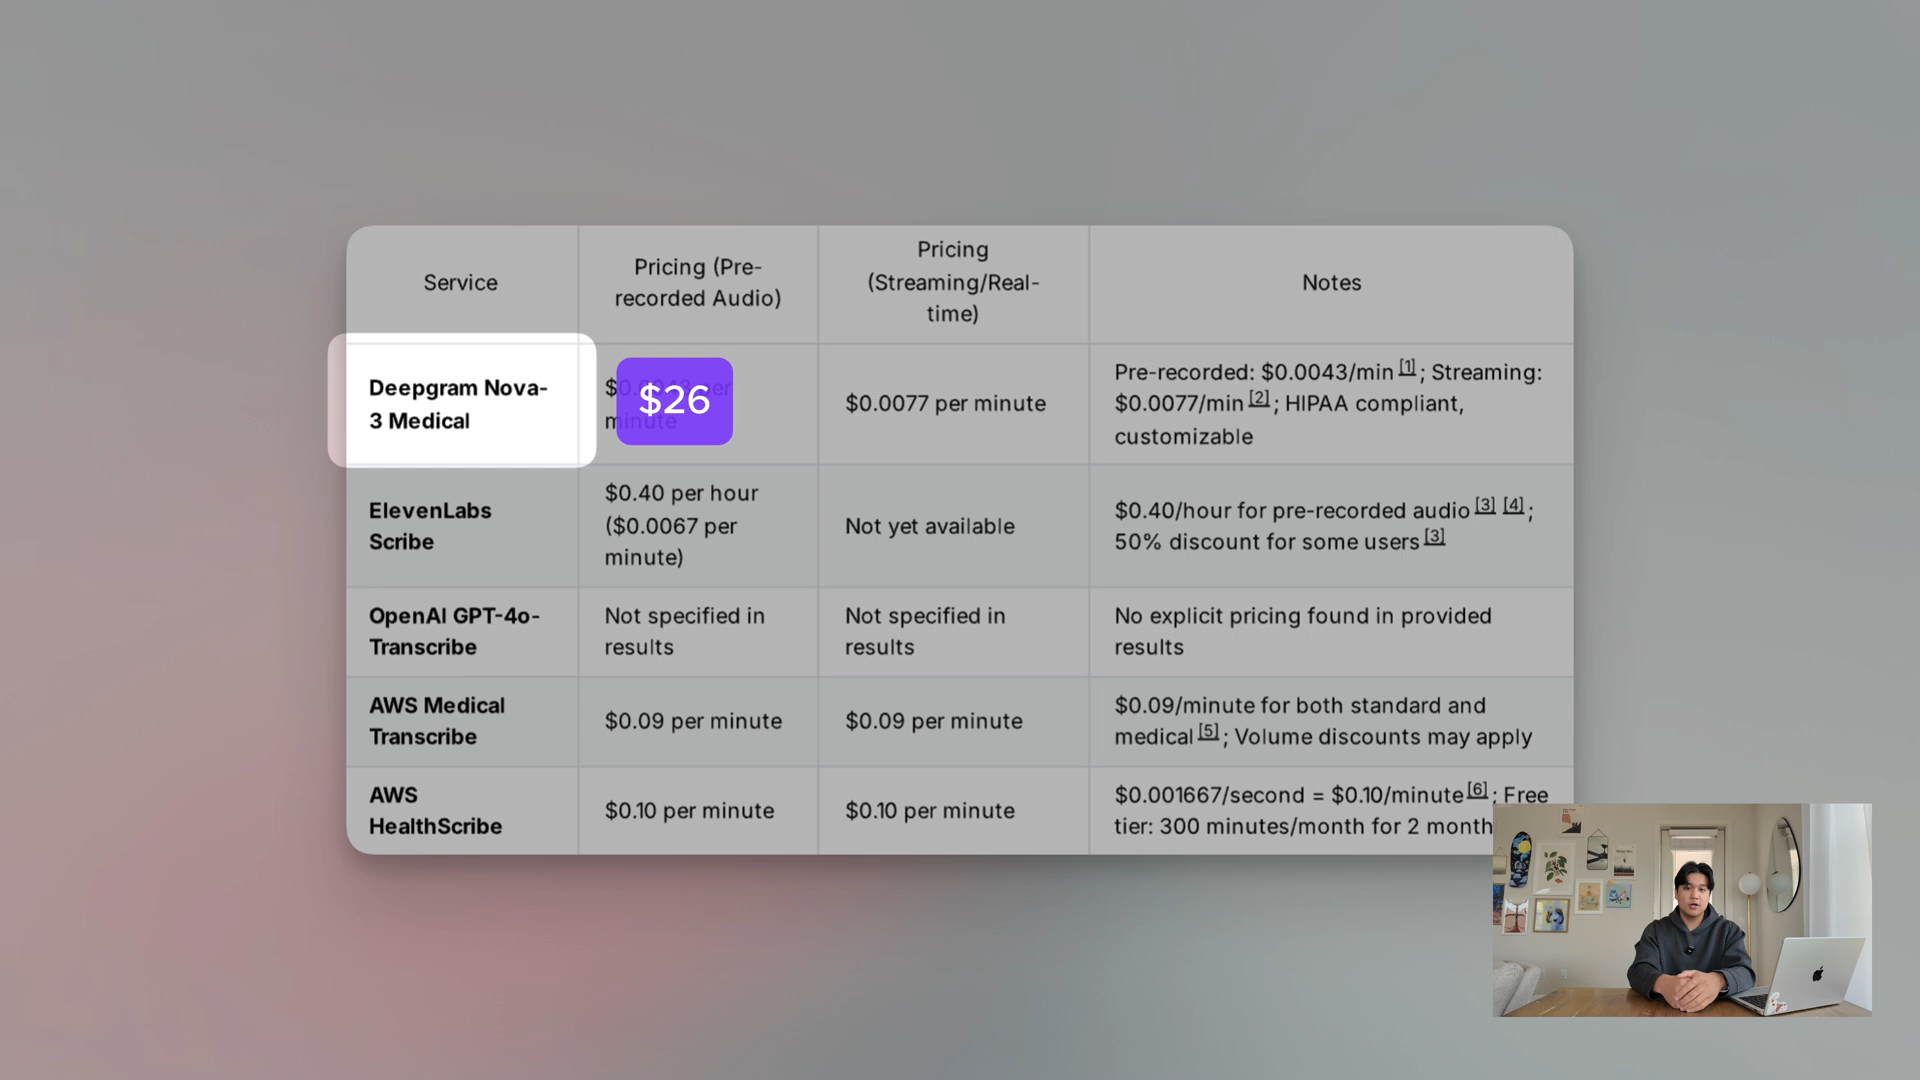 Service
Pricing (Pre-
recorded Audio)
Pricing
(Streaming/Real-
time)
Notes
Deepgram Nova-
3 Medical
$0.0043 per
minute
$26
$0.0077 per minute
Pre-recorded: $0.0043/min [1]; Streaming:
$0.0077/min [2]; HIPAA compliant,
customizable
ElevenLabs
Scribe
$0.40 per hour
($0.0067 per
minute)
Not yet available
$0.40/hour for pre-recorded audio [3] [4];
50% discount for some users [3]
OpenAI GPT-4o-
Transcribe
Not specified in
results
Not specified in
results
No explicit pricing found in provided
results
AWS Medical
Transcribe
$0.09 per minute
$0.09 per minute
$0.09/minute for both standard and
medical [5]; Volume discounts may apply
AWS
HealthScribe
$0.10 per minute
$0.10 per minute
$0.001667/second = $0.10/minute [6]; Free
tier: 300 minutes/month for 2 month